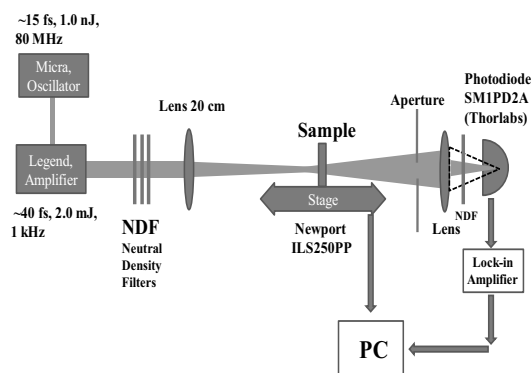 ~15 fs, 1.0 nJ,
80 MHz
Micra,
Oscillator
Legend,
Amplifier
~40 fs, 2.0 mJ,
1 kHz
NDF
Neutral
Density
Filters
Lens 20 cm
Sample
Stage
Newport
ILS250PP
Aperture
Lens
NDF
Photodiode
SM1PD2A
(Thorlabs)
Lock-in
Amplifier
PC